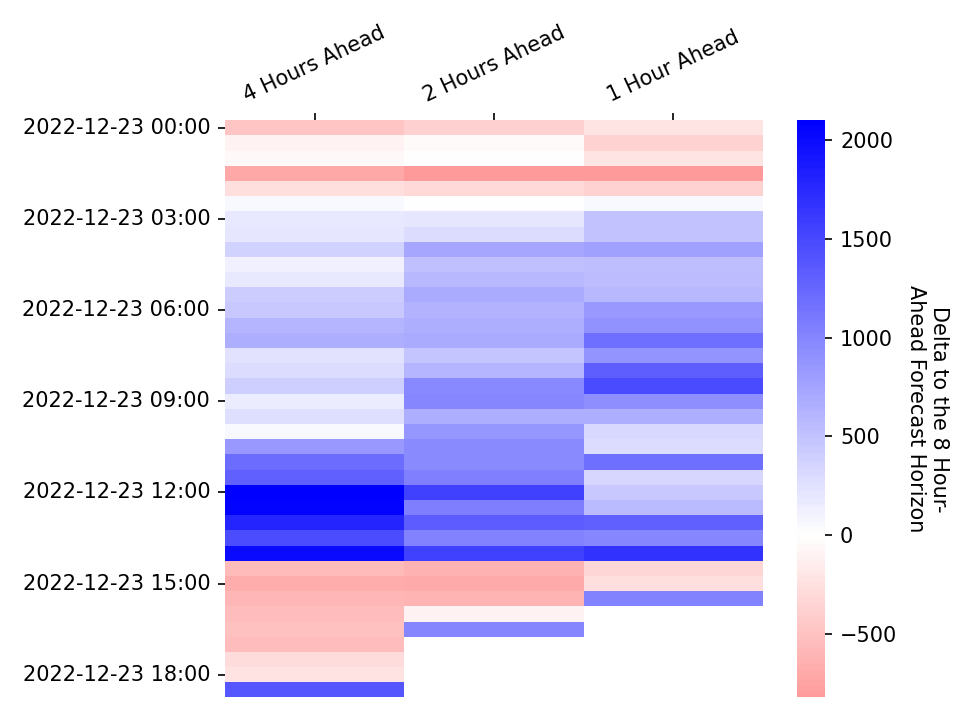 4 Hours Ahead
2 Hours Ahead
1 Hour Ahead
2022-12-23 00:00
2022-12-23 03:00
2022-12-23 06:00
2022-12-23 09:00
2022-12-23 12:00
2022-12-23 15:00
2022-12-23 18:00
2000
1500
1000
500
0
−500
Delta to the 8 Hour-
Ahead Forecast Horizon